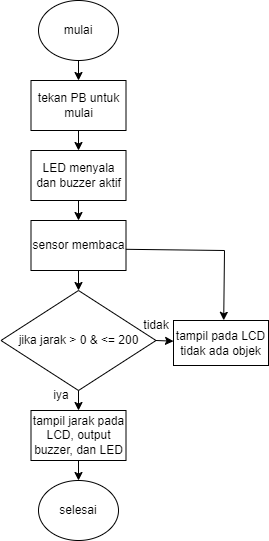 mulai
tekan PB untuk
mulai
LED menyala
dan buzzer aktif
sensor membaca
jika jarak > 0 & <= 200
tidak
tampil pada LCD
tidak ada objek
iya
tampil jarak pada
LCD, output
buzzer, dan LED
selesai